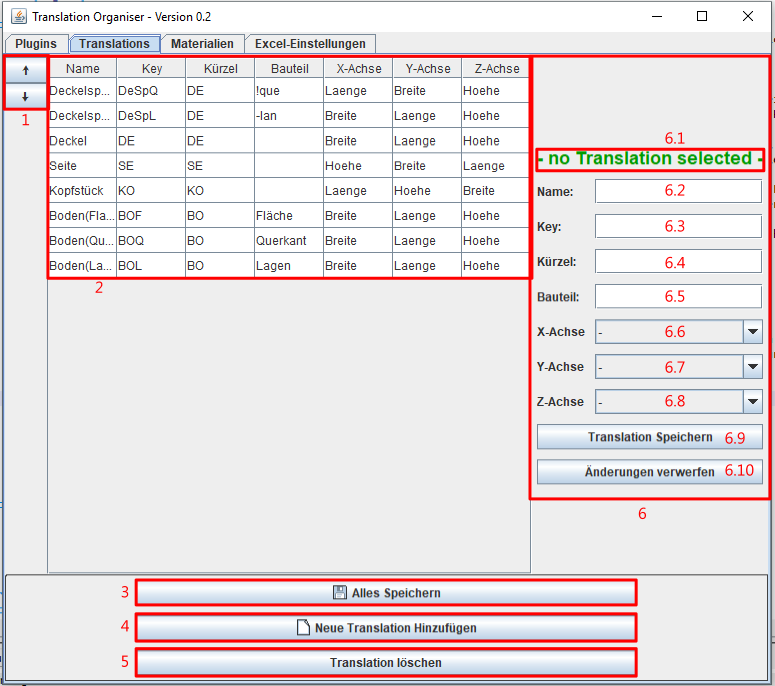 Translation Organiser - Version 0.2
Plugins Translations Materialien Excel-Einstellungen
1
Name Key Kürzel Bauteil X-Achse Y-Achse Z-Achse
Deckelsp... DeSpQ DE !que Laenge Breite Hoehe
Deckelsp... DeSpL DE -lan Breite Laenge Hoehe
Deckel DE DE Breite Laenge Hoehe
Seite SE SE Hoehe Breite Laenge
Kopfstück KO KO Laenge Hoehe Breite
Boden(Fla... BOF BO Fläche Breite Laenge Hoehe
Boden(Qu... BOQ BO Querkant Breite Laenge Hoehe
Boden(La... BOL BO Lagen Breite Laenge Hoehe
2
6.1
- no Translation selected -
Name: 6.2
Key: 6.3
Kürzel: 6.4
Bauteil: 6.5
X-Achse - 6.6
Y-Achse - 6.7
Z-Achse - 6.8
Translation Speichern 6.9
Änderungen verwerfen 6.10
6
3 Alles Speichern
4 Neue Translation Hinzufügen
5 Translation löschen